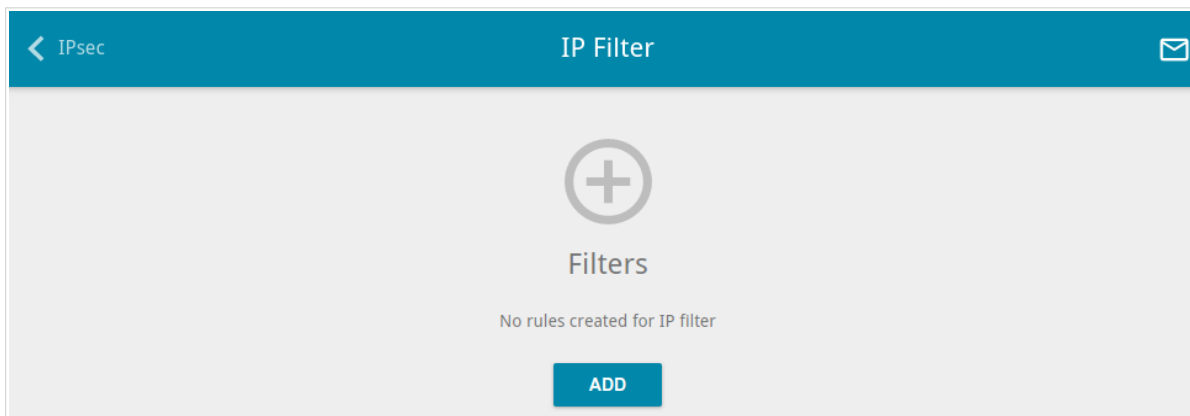 IPsec
IP Filter
Filters
No rules created for IP filter
ADD